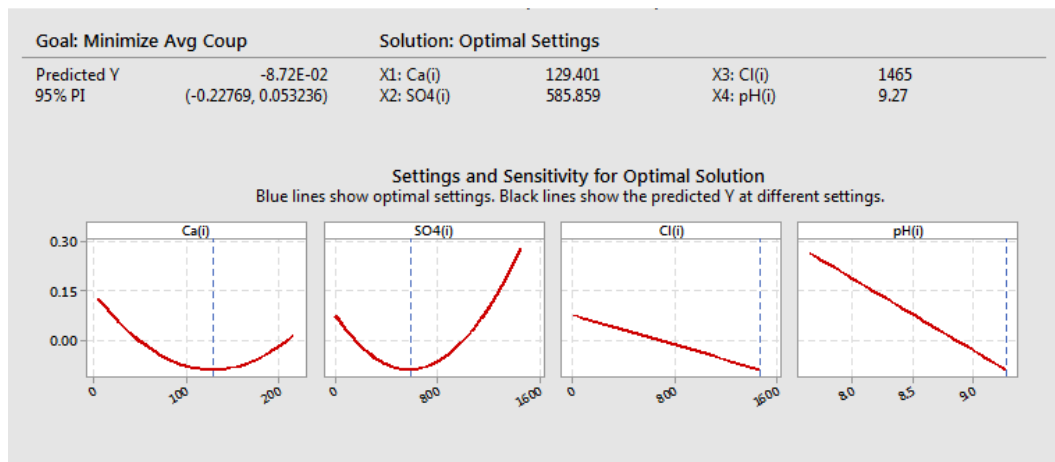 Goal: Minimize Avg Coup Solution: Optimal Settings
Predicted Y -8.72E-02 X1: Ca(i) 129.401 X3: Cl(i) 1465
95% PI (-0.22769, 0.053236) X2: SO4(i) 585.859 X4: pH(i) 9.27
Settings and Sensitivity for Optimal Solution
Blue lines show optimal settings. Black lines show the predicted Y at different settings.
Ca(i) SO4(i) Cl(i) pH(i)
0.30
0.15
0.00
0 100 200 0 800 1600 0 800 1600 8.0 8.5 9.0